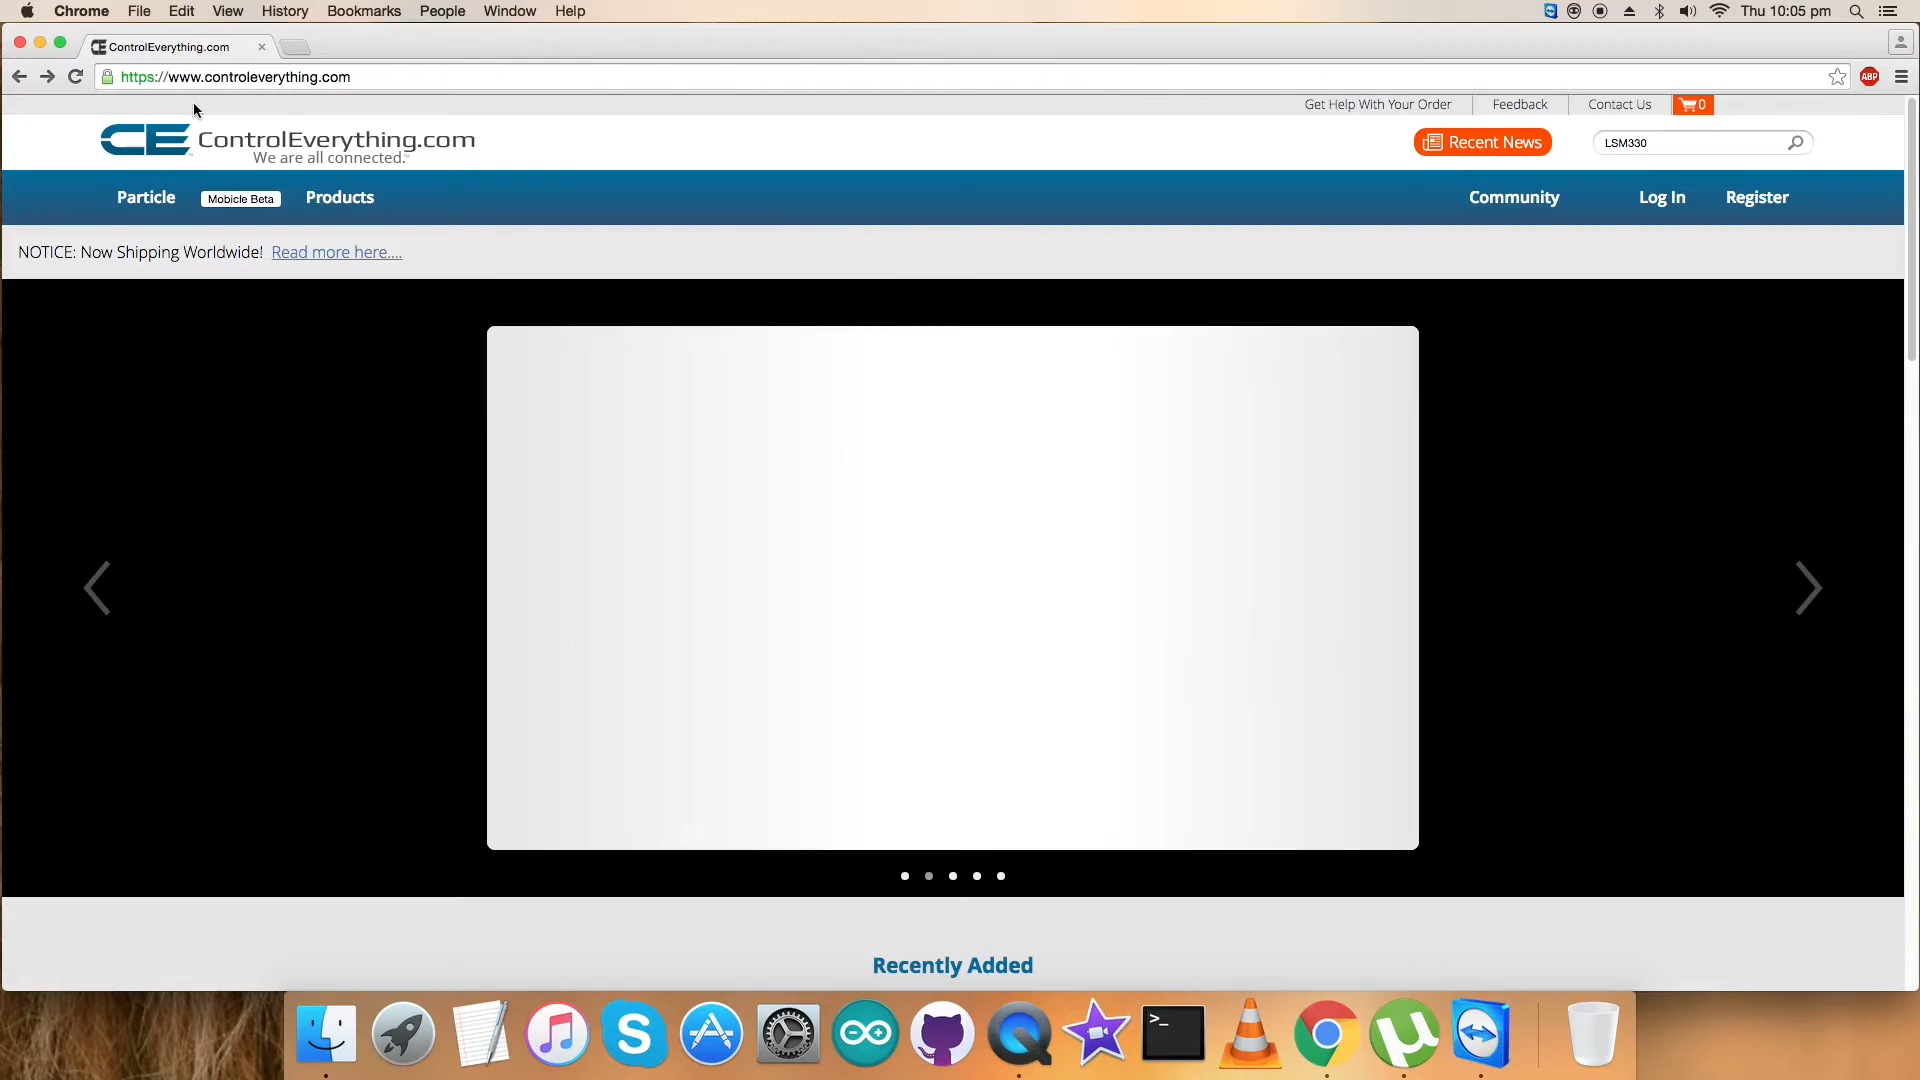 Chrome File Edit View History Bookmarks People Window Help Thu 10:05 pm
ControlEverything.com
https://www.controleverything.com
ABP
Get Help With Your Order Feedback Contact Us 0
CE ControlEverything.com
We are all connected.
Recent News
LSM330
Particle Mobicle Beta Products Community Log In Register
NOTICE: Now Shipping Worldwide! Read more here....
Recently Added